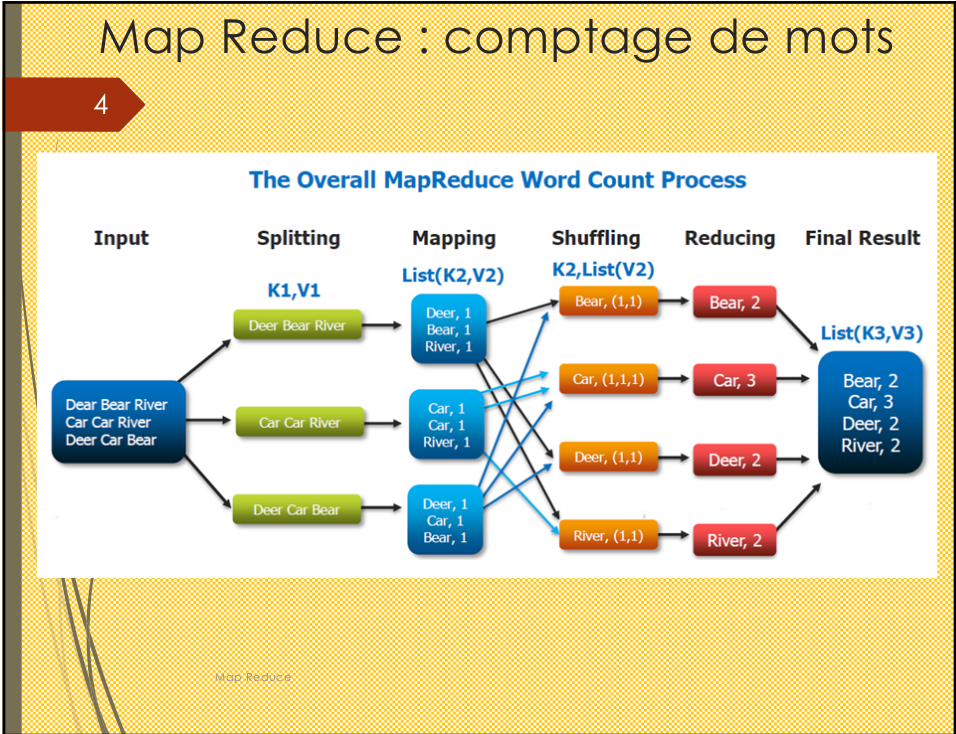 Map Reduce : comptage de mots
4
The Overall MapReduce Word Count Process
Input
Splitting
Mapping
Shuffling
Reducing
Final Result
K1,V1
List(K2,V2)
K2,List(V2)
List(K3,V3)
Dear Bear River
Car Car River
Deer Car Bear
Deer Bear River
Car Car River
Deer Car Bear
Deer, 1
Bear, 1
River, 1
Car, 1
Car, 1
River, 1
Deer, 1
Car, 1
Bear, 1
Bear, (1,1)
Car, (1,1,1)
Deer, (1,1)
River, (1,1)
Bear, 2
Car, 3
Deer, 2
River, 2
Bear, 2
Car, 3
Deer, 2
River, 2
Map Reduce